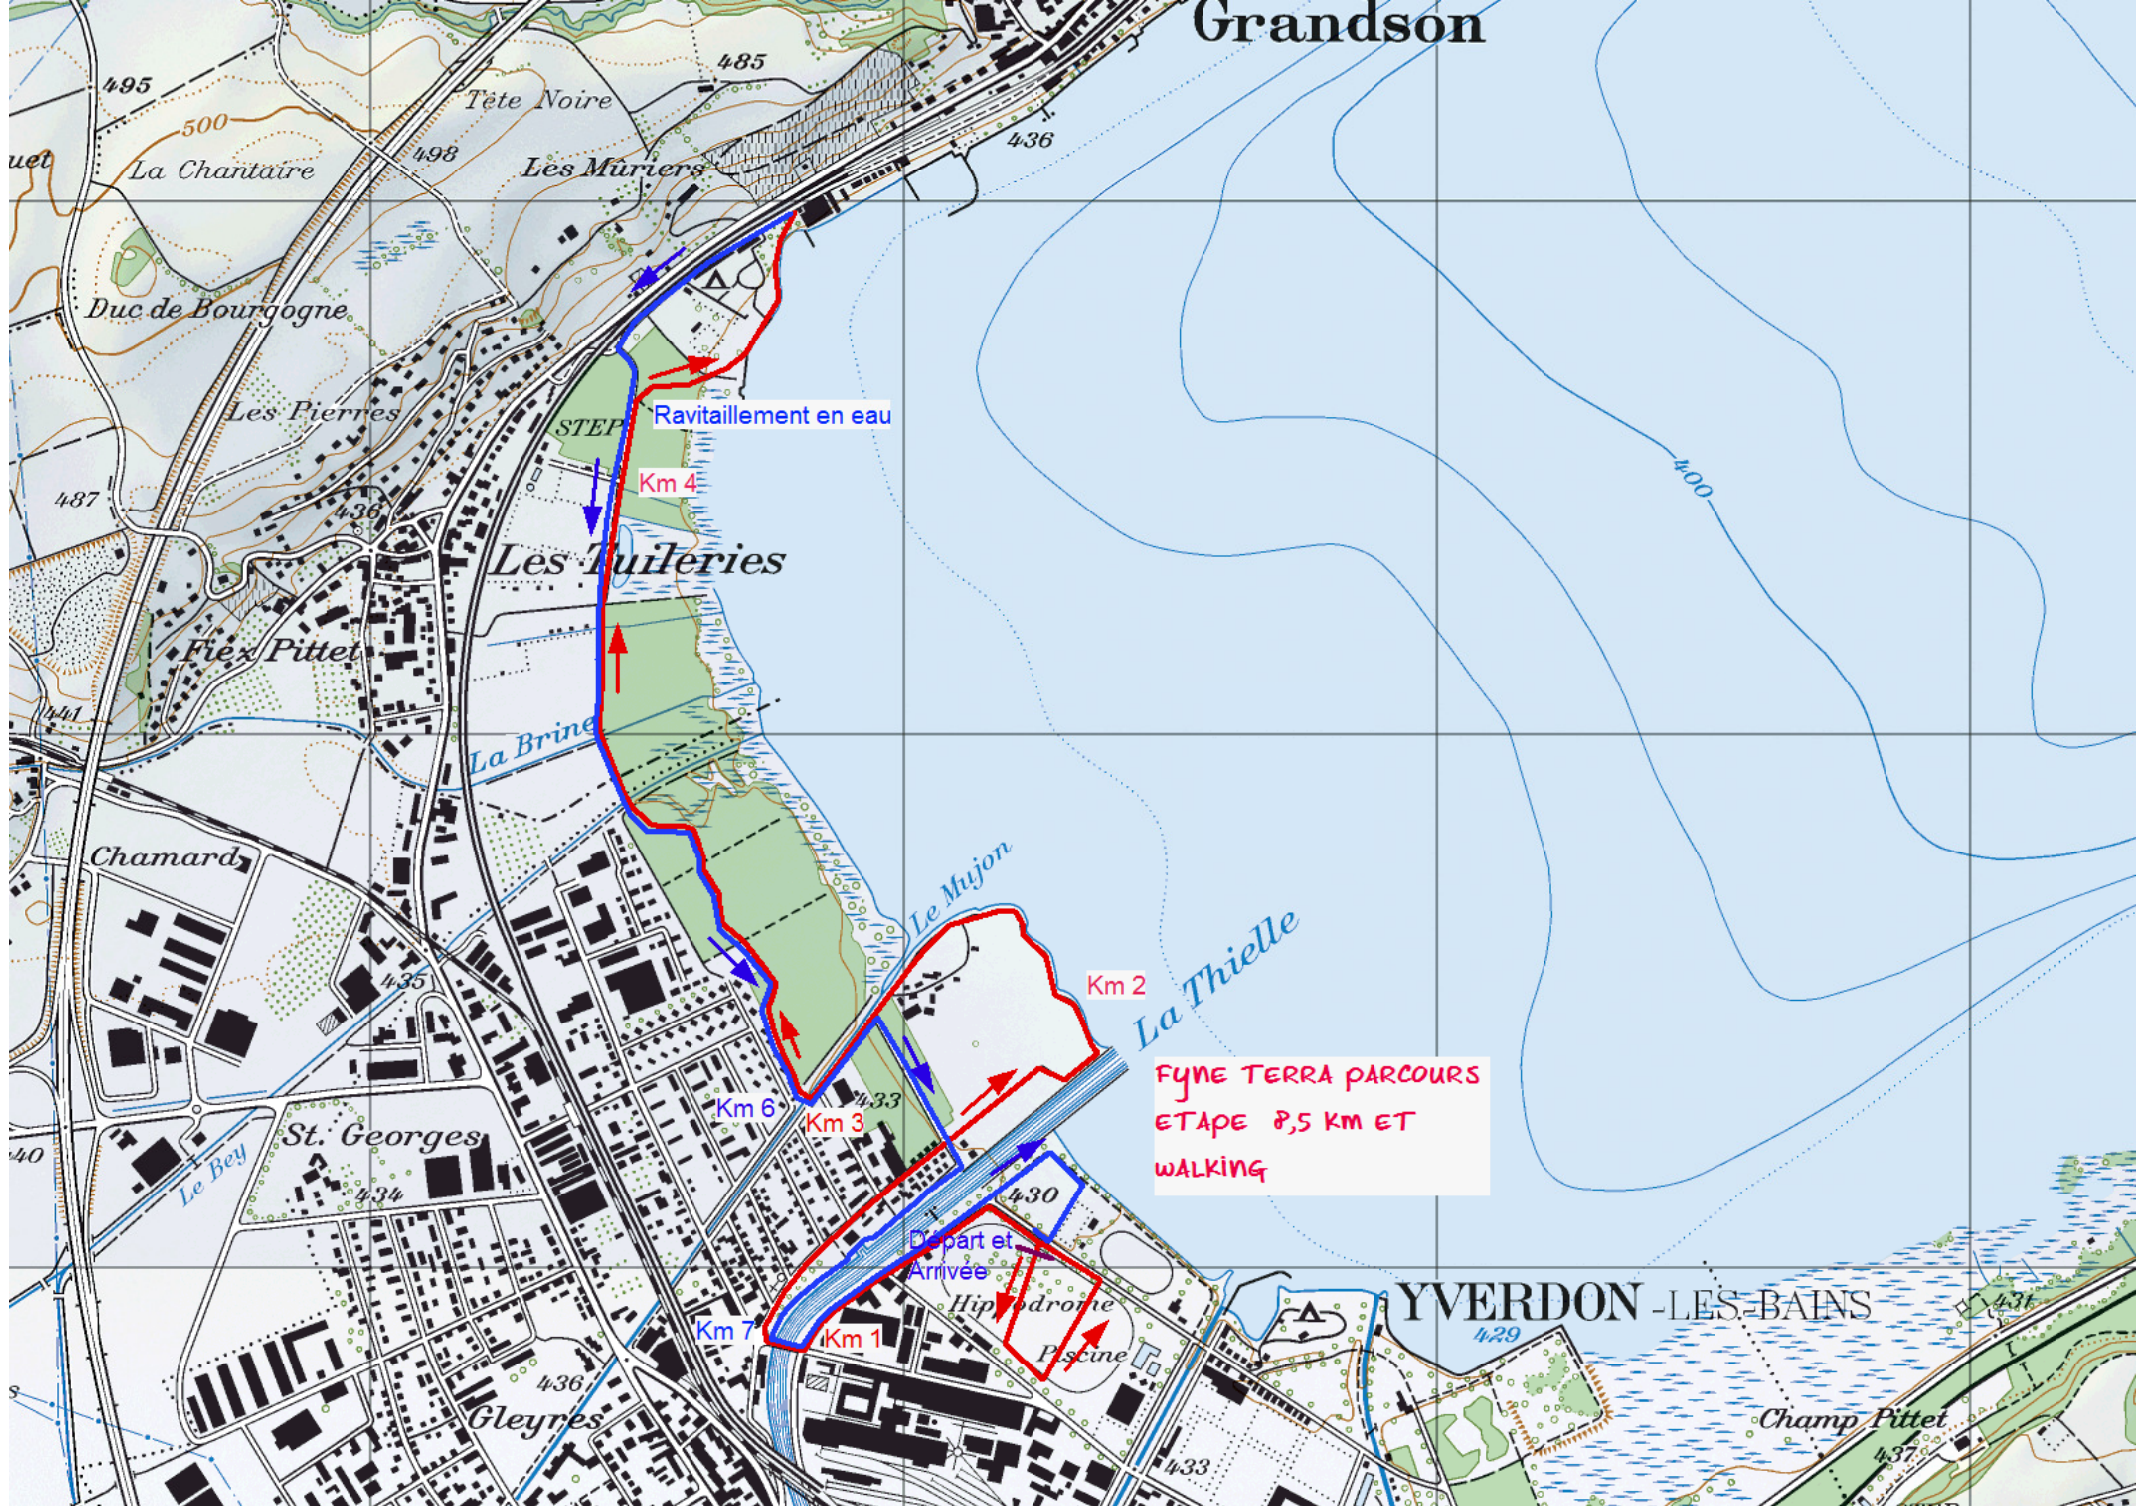 Grandson
485
495
Tête Noire
500
436
498
uet
La Chantaire
Les Mûriers
Duc de Bourgogne
Les Pierres
Ravitaillement en eau
STEP
400
Km 4
487
436
Les Tuileries
Fiex Pittet
441
La Brine
Chamard
Le Mujon
La Thielle
435
Km 2
FYNE TERRA PARCOURS
ETAPE 8,5 KM ET
WALKING
Km 6
433
Km 3
St. Georges
40
Le Bey
434
430
Départ et
Arrivée
Hippodrome
YVERDON -LES-BAINS
431
429
Km 7
Km 1
Piscine
436
Gleyres
Champ Pittet
437
433